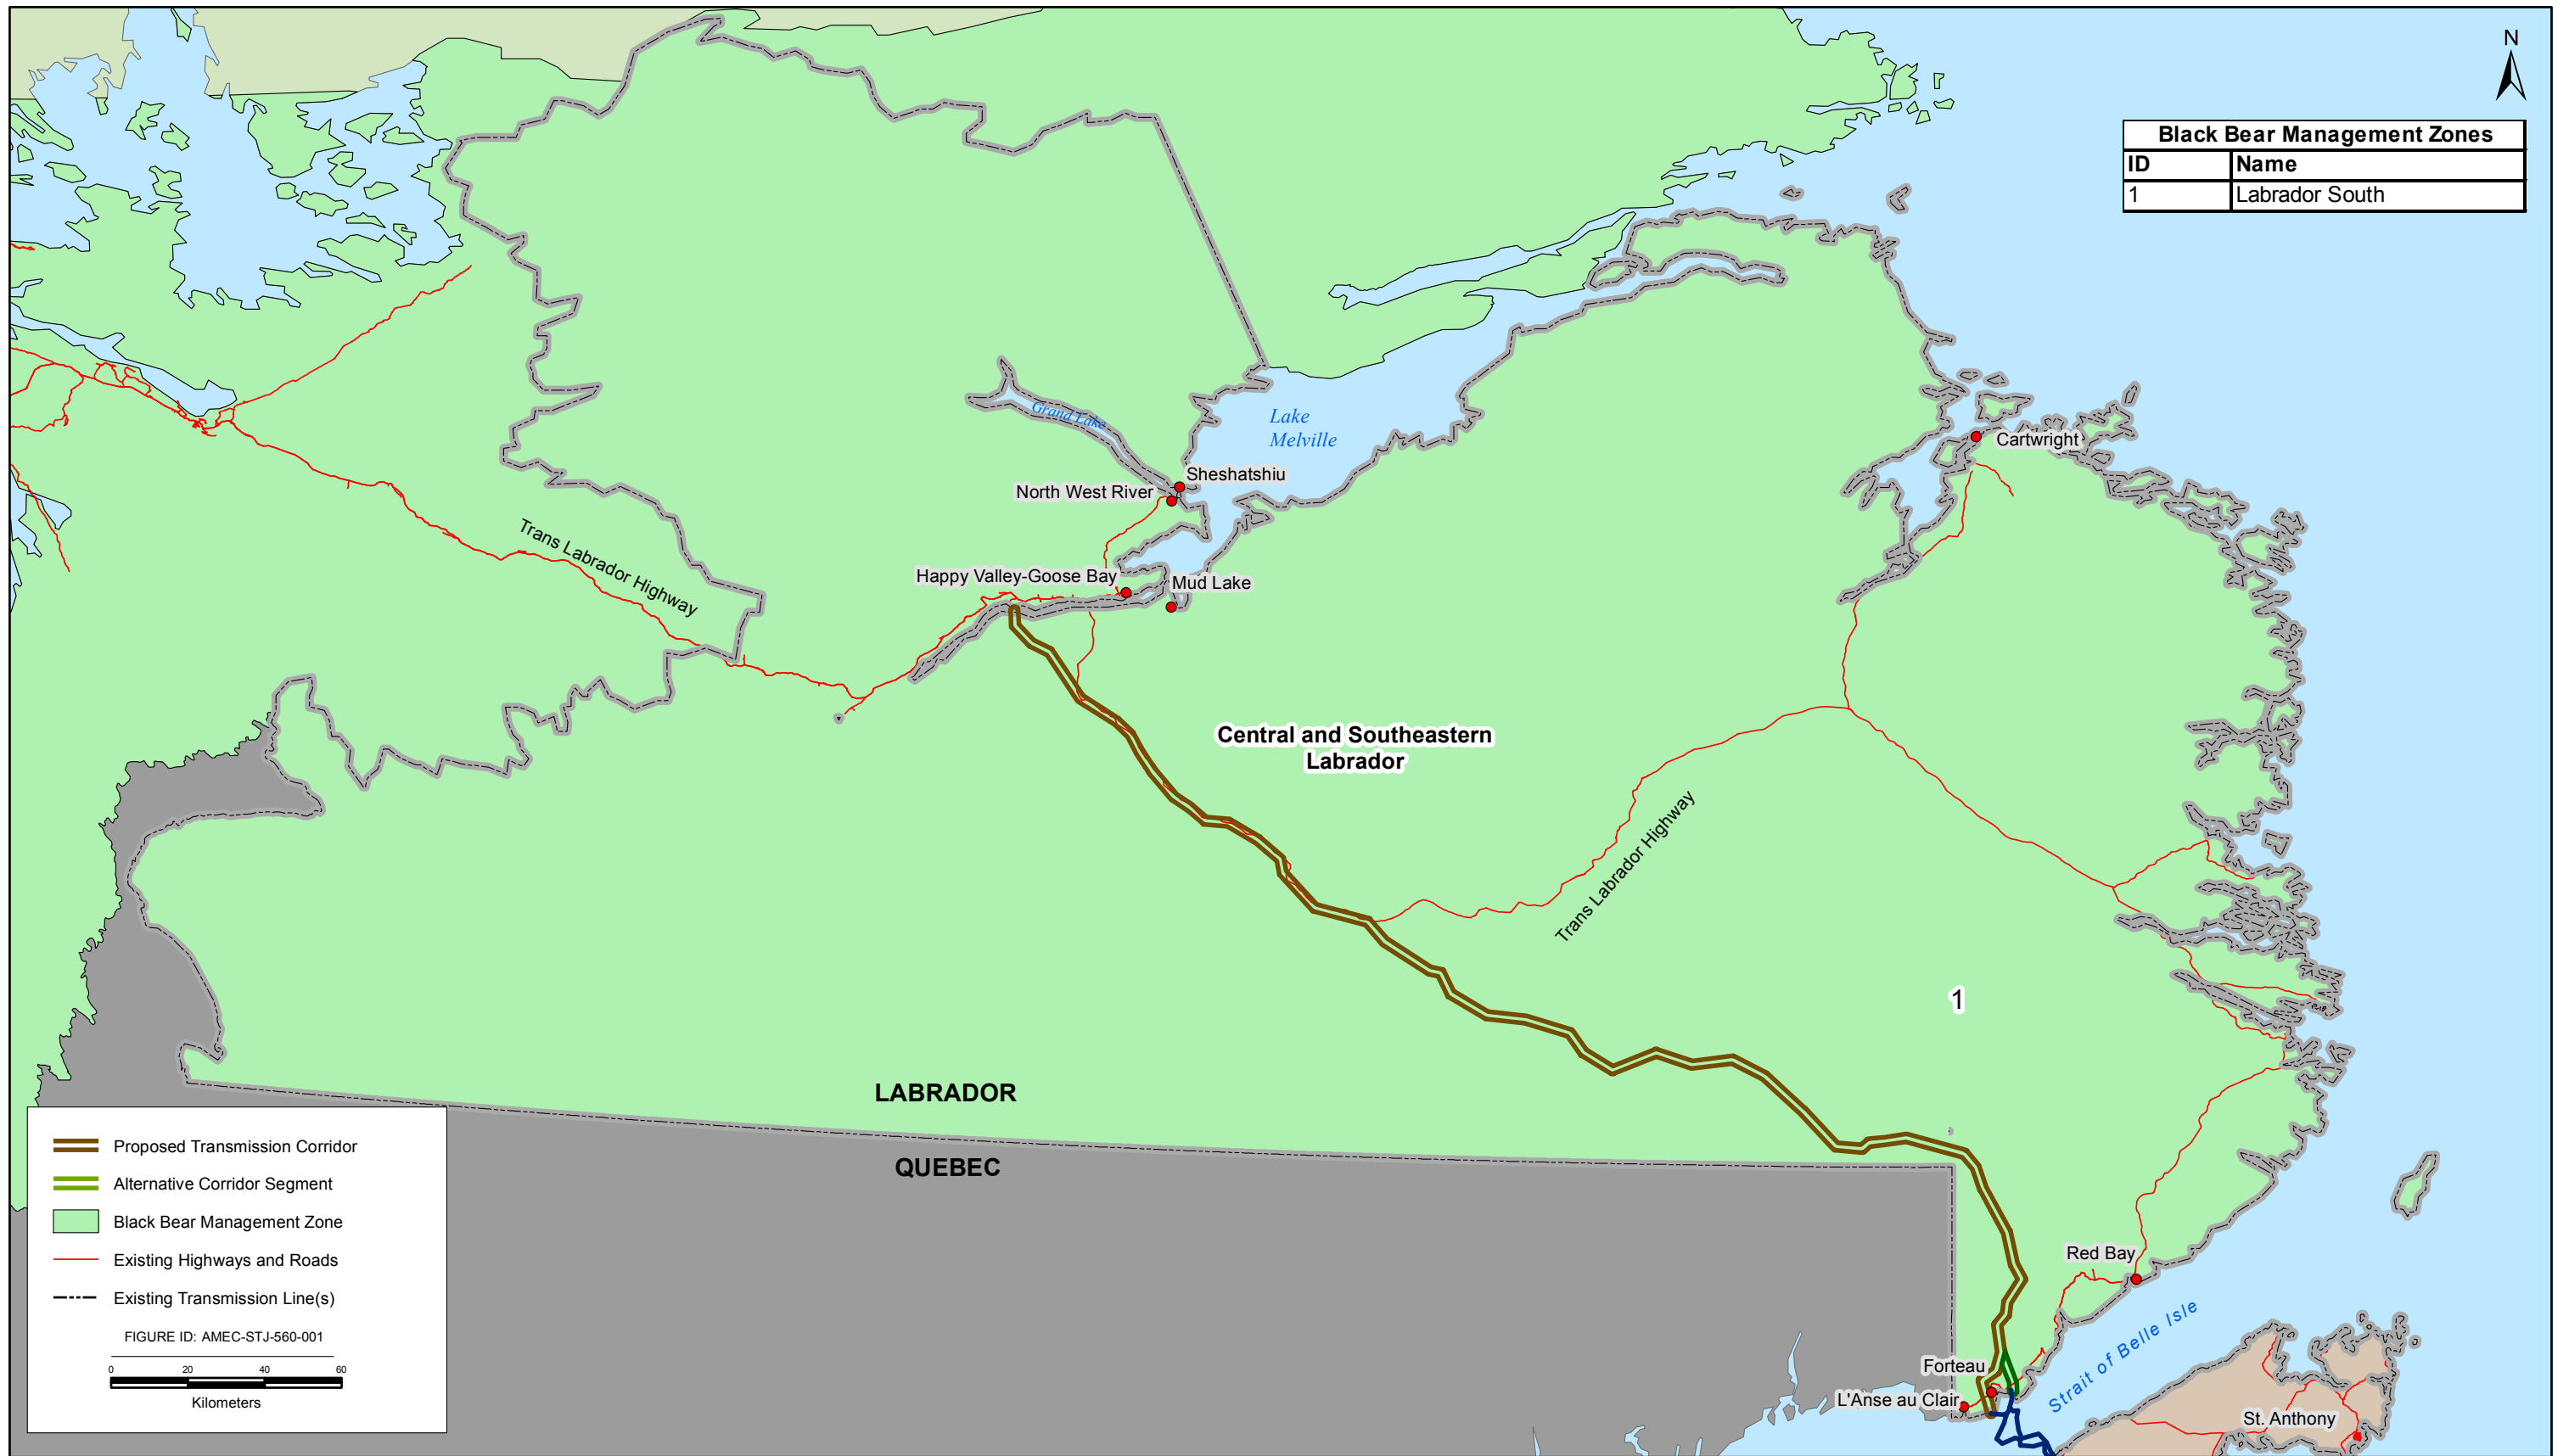 N
Black Bear Management Zones
ID Name
1 Labrador South
Grand Lake
Lake
Melville
Cartwright
Sheshatshiu
North West River
Trans Labrador Highway
Happy Valley-Goose Bay
Mud Lake
Central and Southeastern
Labrador
Trans Labrador Highway
1
LABRADOR
QUEBEC
Proposed Transmission Corridor
Alternative Corridor Segment
Black Bear Management Zone
Existing Highways and Roads
Existing Transmission Line(s)
FIGURE ID: AMEC-STJ-560-001
0 20 40 60
Kilometers
Red Bay
Strait of Belle Isle
Forteau
L'Anse au Clair
St. Anthony